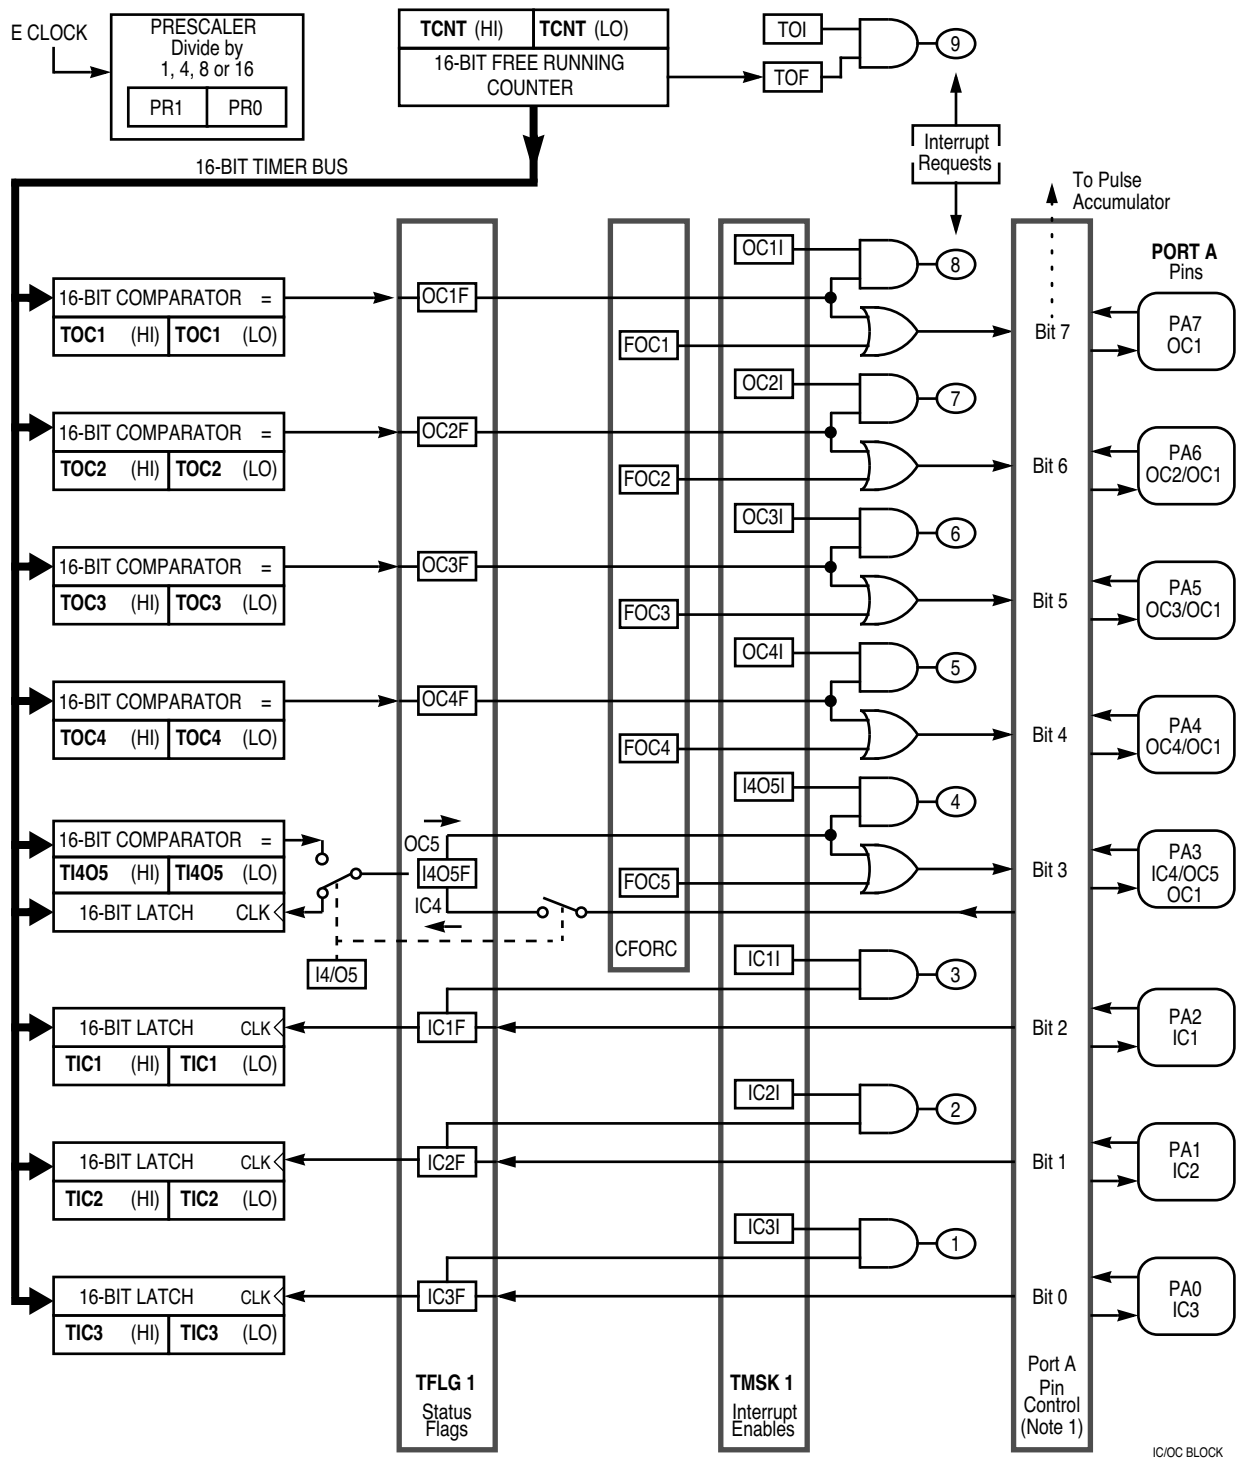 E CLOCK
PRESCALER
Divide by
1, 4, 8 or 16
PR1 PR0
TCNT (HI) TCNT (LO)
16-BIT FREE RUNNING
COUNTER
TOI
TOF
9
Interrupt
Requests
16-BIT TIMER BUS
To Pulse
Accumulator
PORT A
Pins
OC1I
8
16-BIT COMPARATOR =
TOC1 (HI) TOC1 (LO)
OC1F
FOC1
Bit 7
PA7
OC1
OC2I
7
16-BIT COMPARATOR =
TOC2 (HI) TOC2 (LO)
OC2F
FOC2
Bit 6
PA6
OC2/OC1
OC3I
6
16-BIT COMPARATOR =
TOC3 (HI) TOC3 (LO)
OC3F
FOC3
Bit 5
PA5
OC3/OC1
OC4I
5
16-BIT COMPARATOR =
TOC4 (HI) TOC4 (LO)
OC4F
FOC4
Bit 4
PA4
OC4/OC1
I4O5I
4
16-BIT COMPARATOR =
TI4O5 (HI) TI4O5 (LO)
16-BIT LATCH CLK
OC5
I4O5F
IC4
FOC5
Bit 3
PA3
IC4/OC5
OC1
I4/O5
CFORC
IC1I
3
16-BIT LATCH CLK
TIC1 (HI) TIC1 (LO)
IC1F
Bit 2
PA2
IC1
IC2I
2
16-BIT LATCH CLK
TIC2 (HI) TIC2 (LO)
IC2F
Bit 1
PA1
IC2
IC3I
1
16-BIT LATCH CLK
TIC3 (HI) TIC3 (LO)
IC3F
Bit 0
PA0
IC3
TFLG 1
Status
Flags
TMSK 1
Interrupt
Enables
Port A
Pin
Control
(Note 1)
IC/OC BLOCK